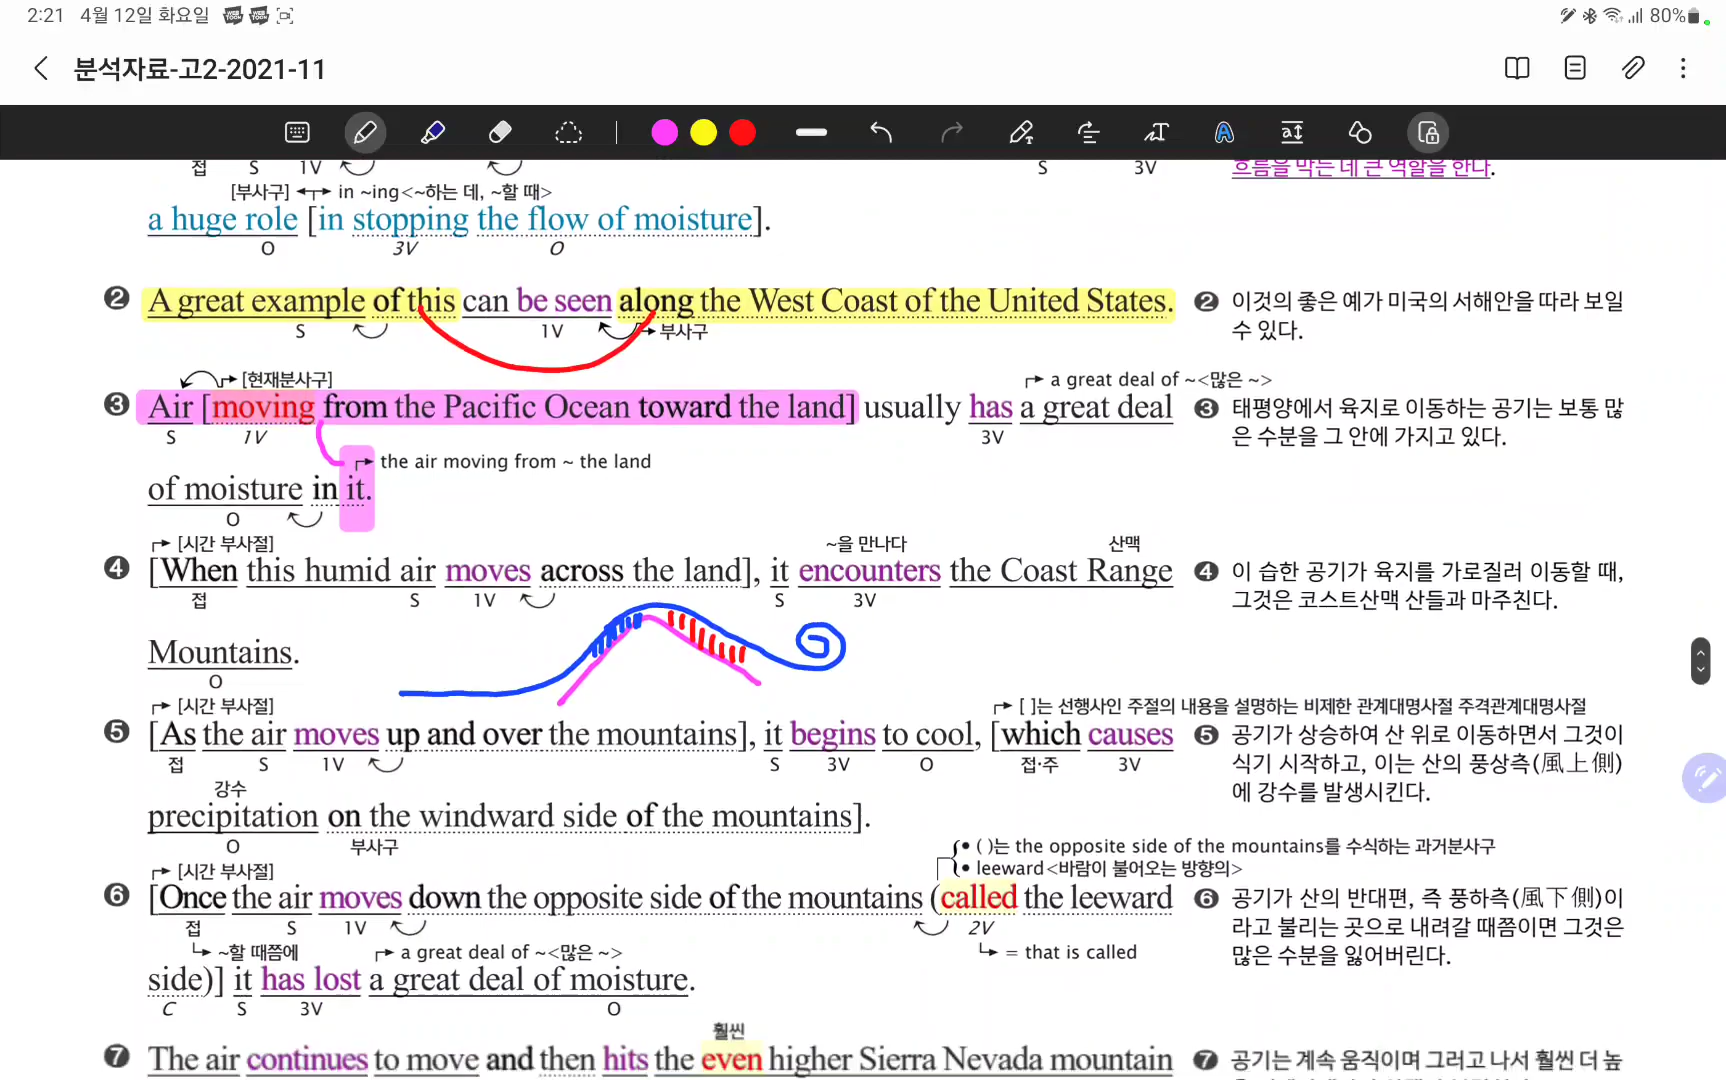 2:21 4월 12일 화요일 80%
분석자료-고2-2021-11
접 S 1V S 3V 흐름을 막는 데 큰 역할을 한다.
[부사구] in ~ing<~하는 데, ~할 때>
a huge role [in stopping the flow of moisture].
O 3V O
❷ A great example of this can be seen along the West Coast of the United States. ❷ 이것의 좋은 예가 미국의 서해안을 따라 보일
S 1V 부사구 수 있다.
[현재분사구] a great deal of ~<많은 ~>
❸ Air [moving from the Pacific Ocean toward the land] usually has a great deal ❸ 태평양에서 육지로 이동하는 공기는 보통 많
S 1V 3V 은 수분을 그 안에 가지고 있다.
the air moving from ~ the land
of moisture in it.
O
[시간 부사절] ~을 만나다 산맥
❹ [When this humid air moves across the land], it encounters the Coast Range ❹ 이 습한 공기가 육지를 가로질러 이동할 때,
접 S 1V S 3V 그것은 코스트산맥 산들과 마주친다.
Mountains.
O
[시간 부사절] [ ]는 선행사인 주절의 내용을 설명하는 비제한 관계대명사절 주격관계대명사절
❺ [As the air moves up and over the mountains], it begins to cool, [which causes ❺ 공기가 상승하여 산 위로 이동하면서 그것이
접 S 1V S 3V O 접·주 3V 식기 시작하고, 이는 산의 풍상측(風上側)
강수 에 강수를 발생시킨다.
precipitation on the windward side of the mountains].
O 부사구
• ( )는 the opposite side of the mountains를 수식하는 과거분사구
[시간 부사절] • leeward<바람이 불어오는 방향의>
❻ [Once the air moves down the opposite side of the mountains (called the leeward ❻ 공기가 산의 반대편, 즉 풍하측(風下側)이
접 S 1V 2V 라고 불리는 곳으로 내려갈 때쯤이면 그것은
~할 때쯤에 a great deal of ~<많은 ~> = that is called 많은 수분을 잃어버린다.
side)] it has lost a great deal of moisture.
C S 3V O
훨씬
❼ The air continues to move and then hits the even higher Sierra Nevada mountain ❼ 공기는 계속 움직이며 그러고 나서 훨씬 더 높